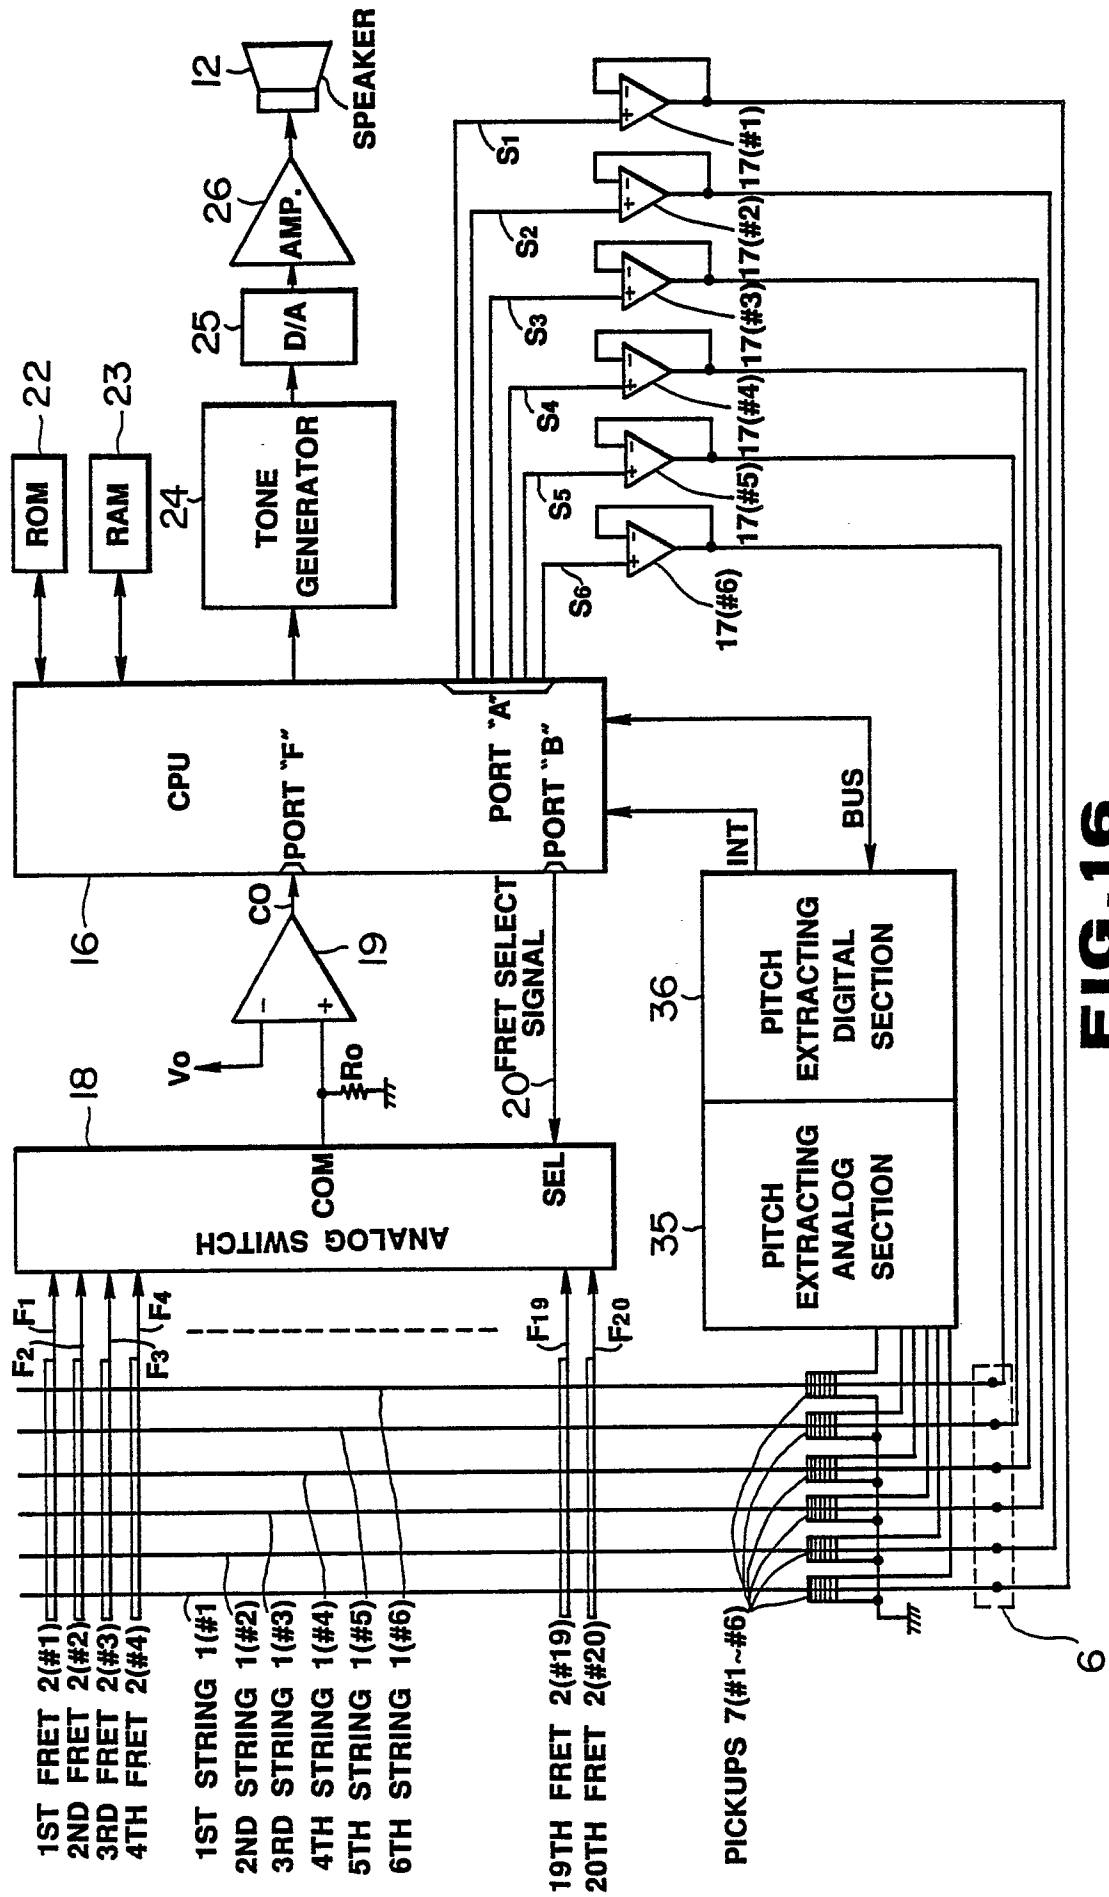 1ST FRET 2(#1)
2ND FRET 2(#2)
3RD FRET 2(#3)
4TH FRET 2(#4)
1ST STRING 1(#1
2ND STRING 1(#2)
3RD STRING 1(#3)
4TH STRING 1(#4)
5TH STRING 1(#5)
6TH STRING 1(#6)
19TH FRET 2(#19)
20TH FRET 2(#20)
PICKUPS 7(#1~#6)
6
F1
F2
F3
F4
F19
F20
18
ANALOG SWITCH
COM
SEL
Vo
Ro
-
+
19
CO
20
FRET SELECT
SIGNAL
35
PITCH
EXTRACTING
ANALOG
SECTION
36
PITCH
EXTRACTING
DIGITAL
SECTION
INT
BUS
16
CPU
PORT "F"
PORT "A"
PORT "B"
ROM
22
RAM
23
24
TONE
GENERATOR
25
D/A
26
AMP.
12
SPEAKER
S1
S2
S3
S4
S5
S6
-
+
-
+
-
+
-
+
-
+
-
+
17(#6)
17(#5)
17(#4)
17(#3)
17(#2)
17(#1)
FIG.16